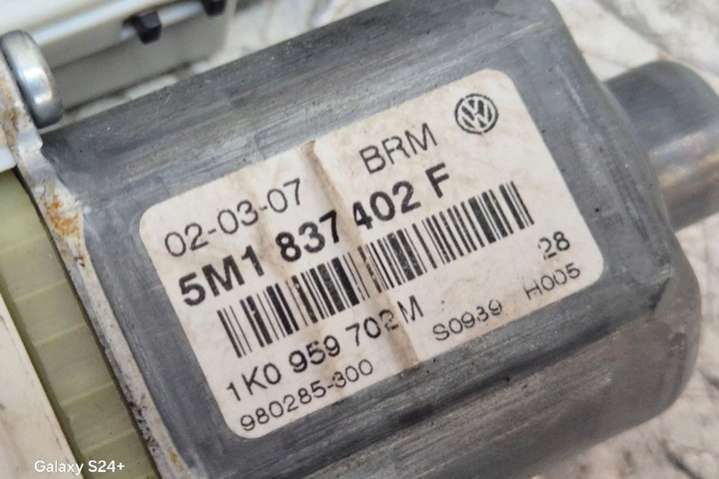 02-03-07 BRM
5M1 837 402 F
28
1K0 959 702 M S0939 H005
980285-300
Galaxy S24+